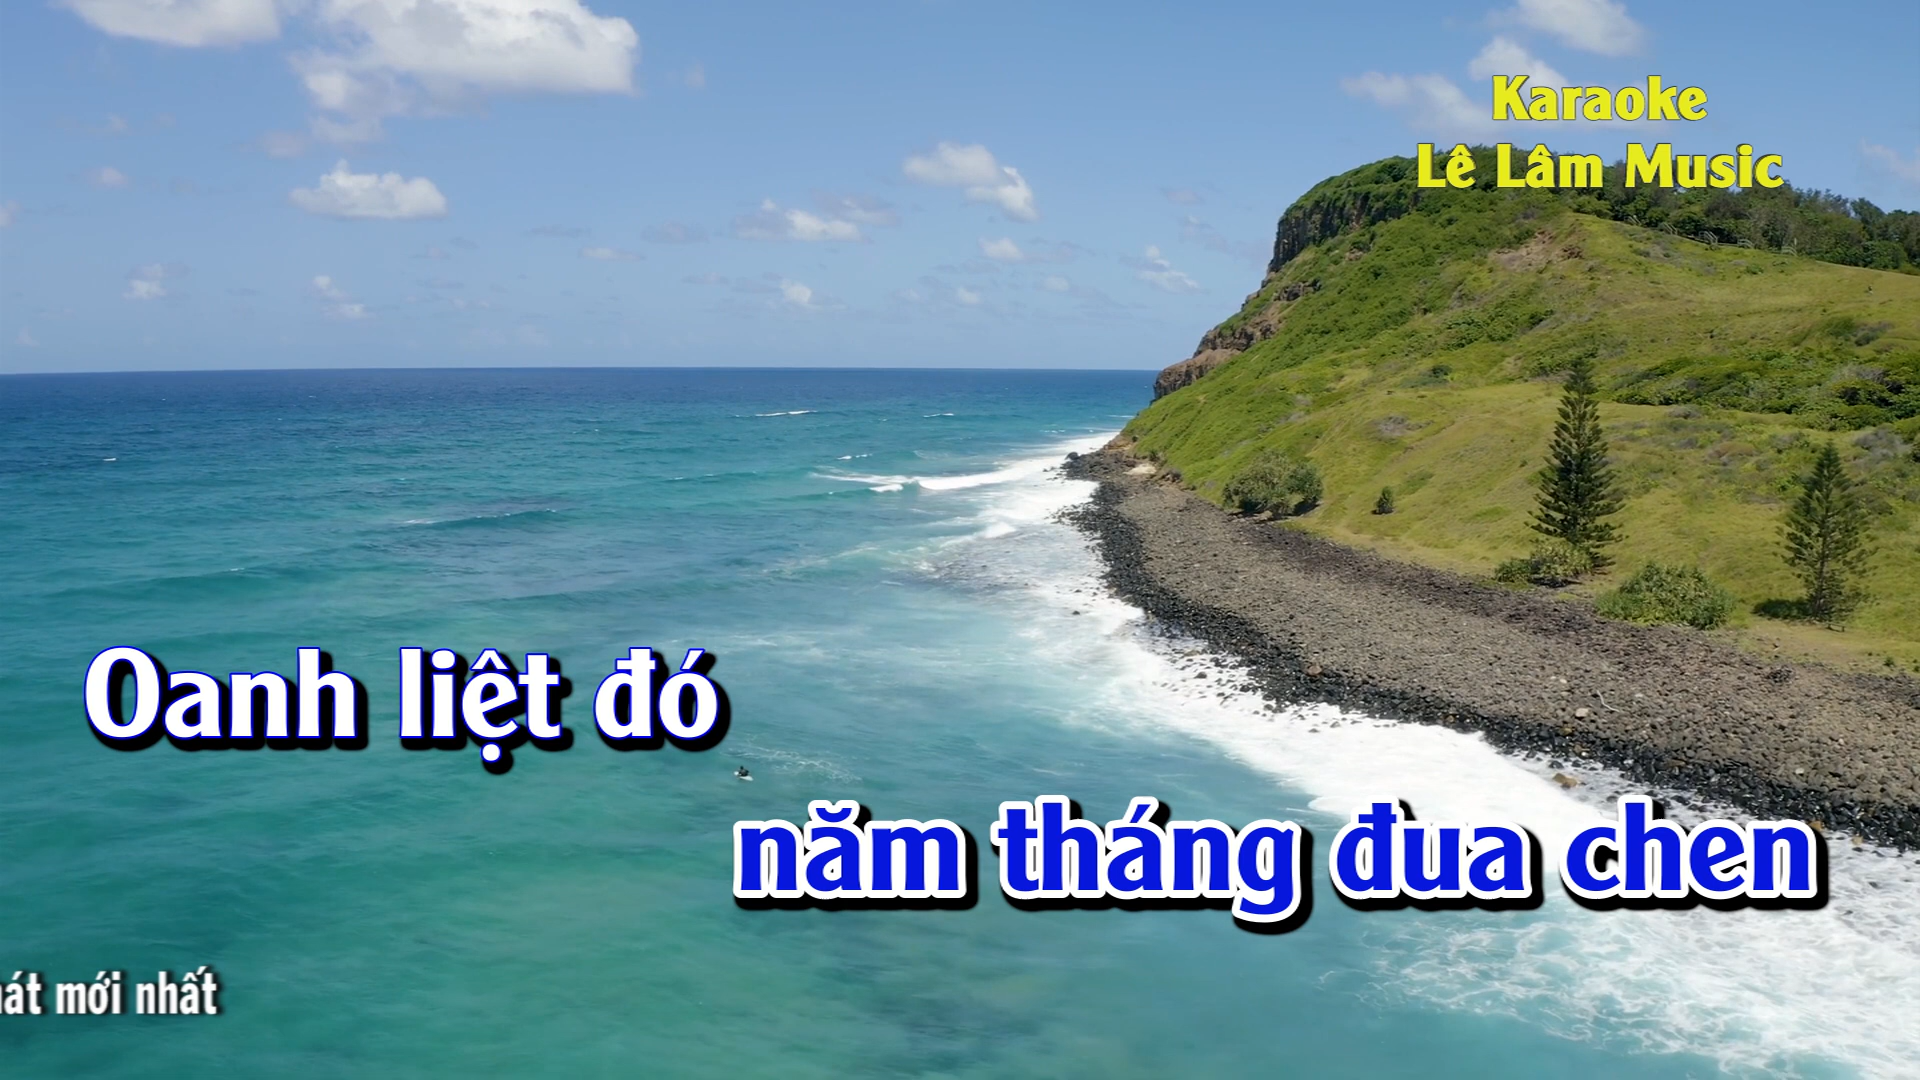 Karaoke
Lê Lâm Music
Oanh liệt đó
năm tháng đua chen
mới nhất